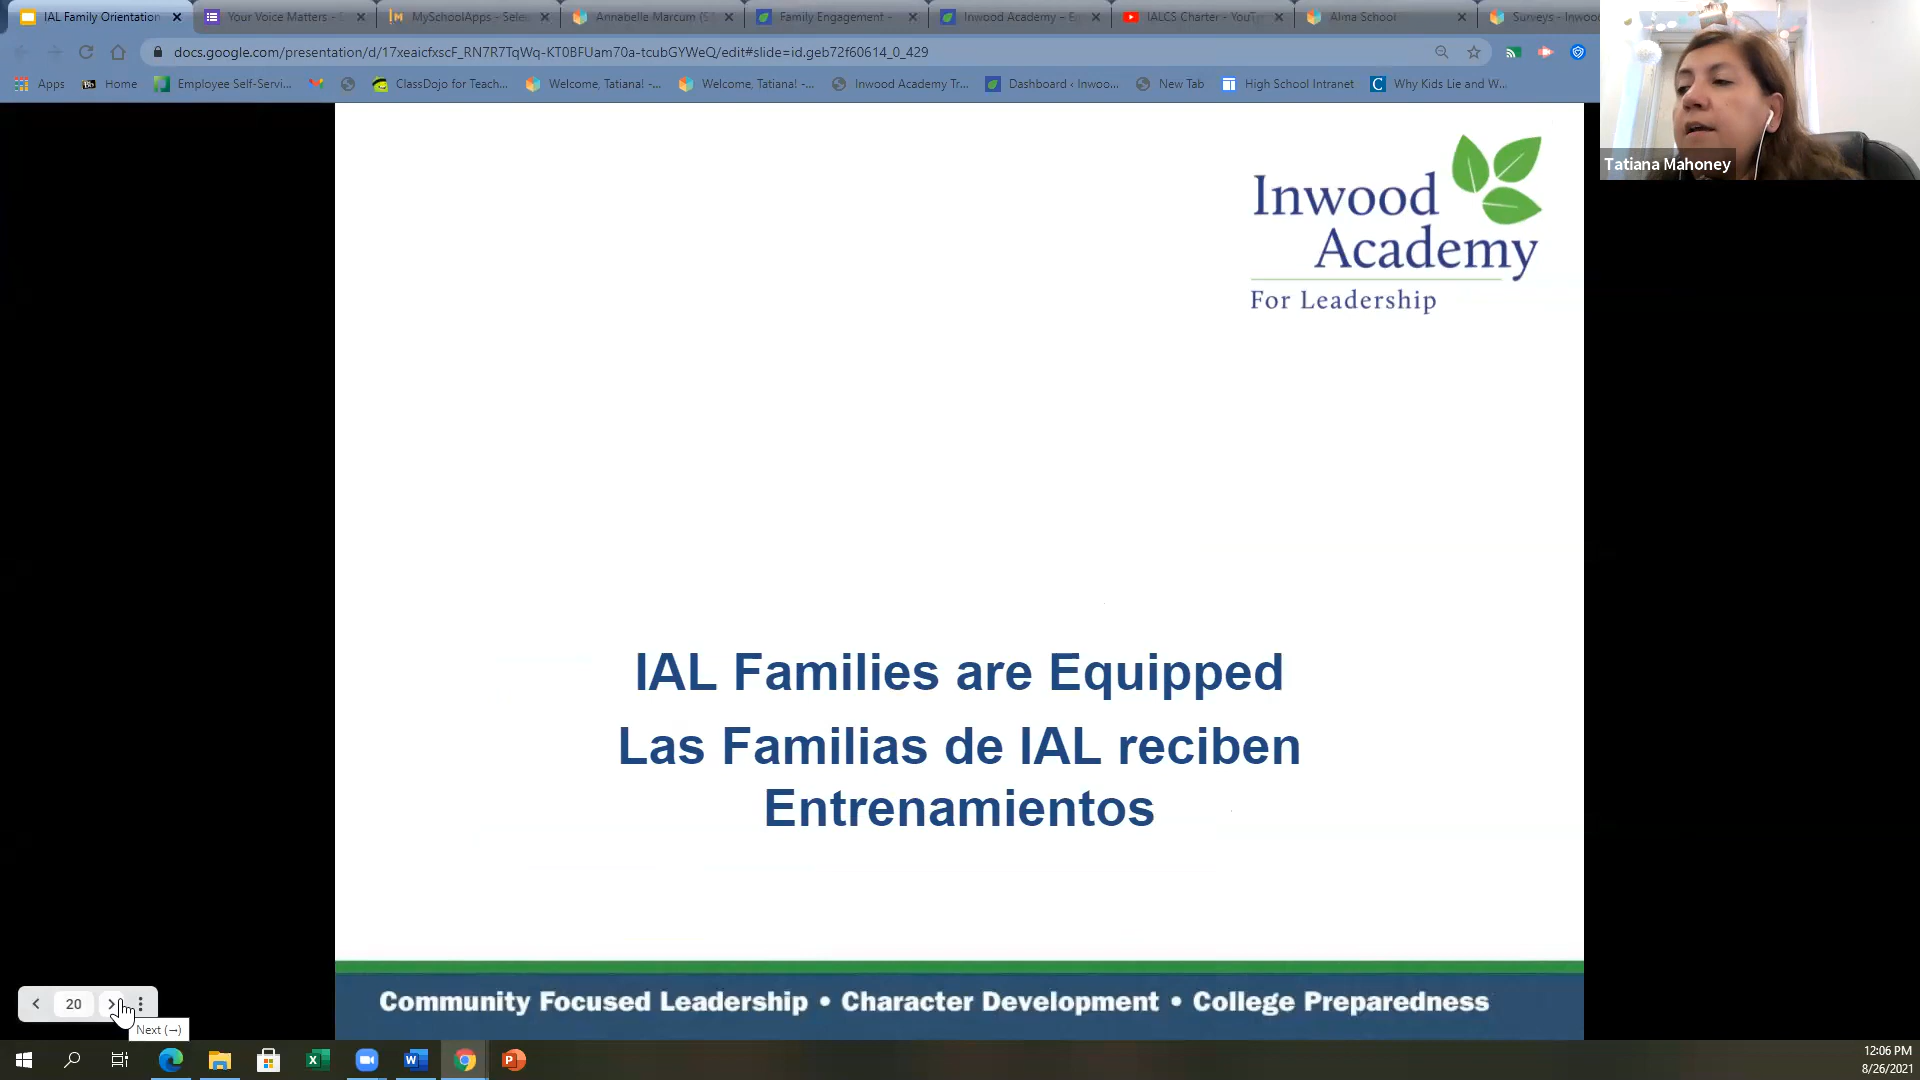 IAL Family Orientation
Your Voice Matters - S
MySchoolApps - Sele
Annabelle Marcum (S
Family Engagement -
Inwood Academy –
IALCS Charter - YouT
Alma School
Surveys - Inwoo
docs.google.com/presentation/d/17xeaicfxscF_RN7R7TqWq-KT0BFUam70a-tcubGYWeQ/edit#slide=id.geb72f60614_0_429
Apps
Home
Employee Self-Servi...
ClassDojo for Teach...
Welcome, Tatiana! -...
Welcome, Tatiana! -...
Inwood Academy Tr...
Dashboard ‹ Inwoo...
New Tab
High School Intranet
Why Kids Lie and W...
Tatiana Mahoney
Inwood
Academy
For Leadership
IAL Families are Equipped
Las Familias de IAL reciben
Entrenamientos
Community Focused Leadership • Character Development • College Preparedness
20
Next (→)
12:06 PM
8/26/2021